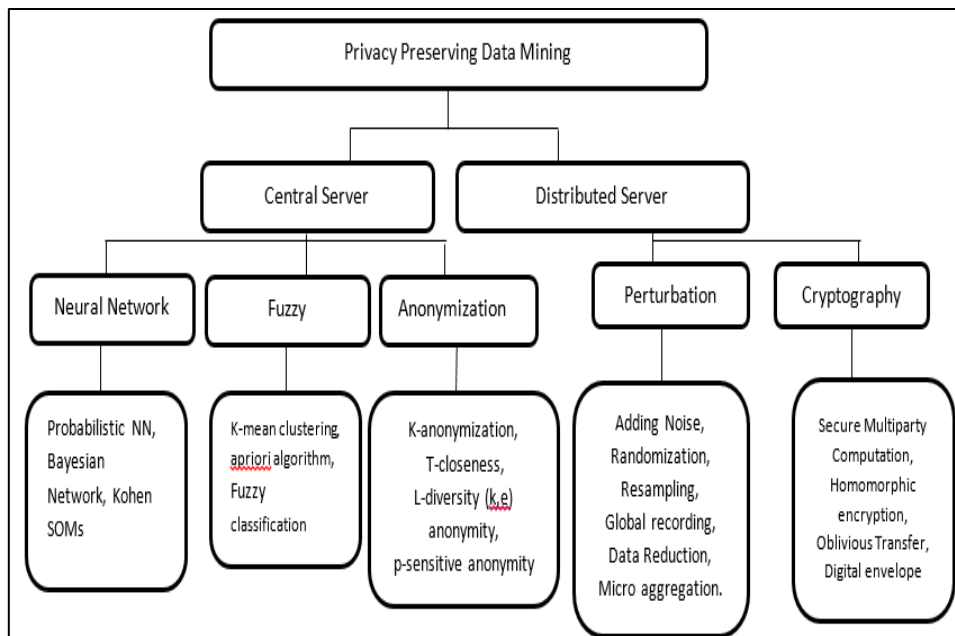 Privacy Preserving Data Mining
Central Server
Distributed Server
Neural Network
Fuzzy
Anonymization
Perturbation
Cryptography
Probabilistic NN,
Bayesian
Network, Kohen
SOMs
K-mean clustering,
apriori algorithm,
Fuzzy
classification
K-anonymization,
T-closeness,
L-diversity (k,e)
anonymity,
p-sensitive anonymity
Adding Noise,
Randomization,
Resampling,
Global recording,
Data Reduction,
Micro aggregation.
Secure Multiparty
Computation,
Homomorphic
encryption,
Oblivious Transfer,
Digital envelope